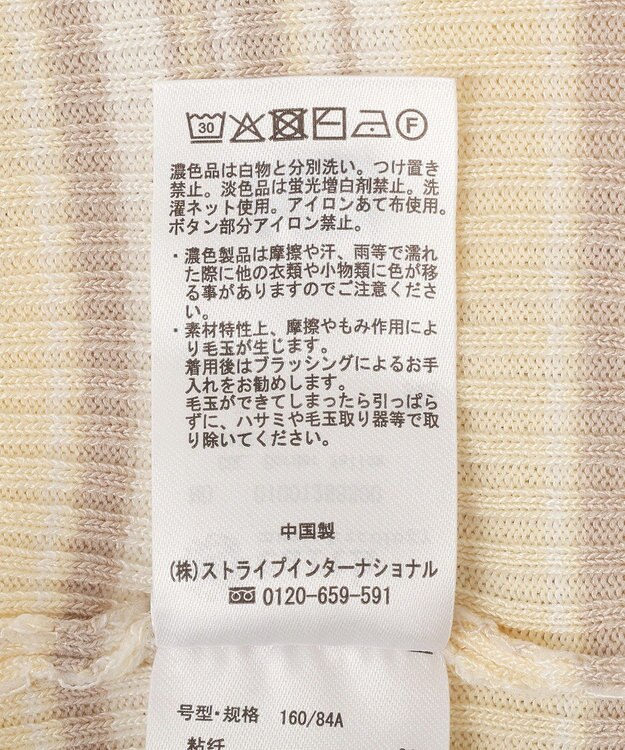 30 F
濃色品は白物と分別洗い。つけ置き
禁止。淡色品は蛍光増白剤禁止。洗
濯ネット使用。アイロンあて布使用。
ボタン部分アイロン禁止。
・濃色製品は摩擦や汗、雨等で濡れ
た際に他の衣類や小物類に色が移
る事がありますのでご注意くださ
い。
・素材特性上、摩擦やもみ作用によ
り毛玉が生じます。
着用後はブラッシングによるお手
入れをお勧めします。
毛玉ができてしまったら引っぱら
ずに、ハサミや毛玉取り器等で取
り除いてください。
中国製
(株)ストライプインターナショナル
0120-659-591
号型·规格 160/84A
粘纤